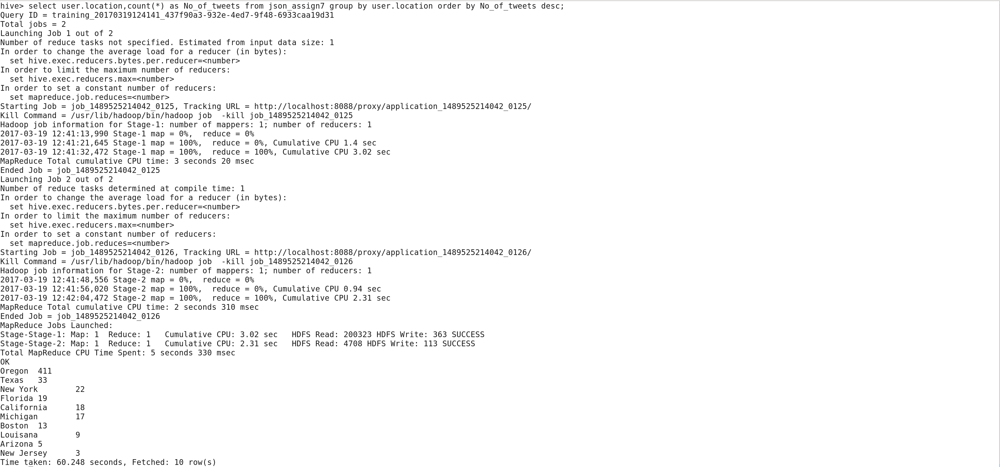 hive> select user.location,count(*) as No_of_tweets from json_assign7 group by user.location order by No_of_tweets desc;
Query ID = training_20170319124141_437f90a3-932e-4ed7-9f48-6933caa19d31
Total jobs = 2
Launching Job 1 out of 2
Number of reduce tasks not specified. Estimated from input data size: 1
In order to change the average load for a reducer (in bytes):
  set hive.exec.reducers.bytes.per.reducer=<number>
In order to limit the maximum number of reducers:
  set hive.exec.reducers.max=<number>
In order to set a constant number of reducers:
  set mapreduce.job.reduces=<number>
Starting Job = job_1489525214042_0125, Tracking URL = http://localhost:8088/proxy/application_1489525214042_0125/
Kill Command = /usr/lib/hadoop/bin/hadoop job  -kill job_1489525214042_0125
Hadoop job information for Stage-1: number of mappers: 1; number of reducers: 1
2017-03-19 12:41:13,990 Stage-1 map = 0%,  reduce = 0%
2017-03-19 12:41:21,645 Stage-1 map = 100%,  reduce = 0%, Cumulative CPU 1.4 sec
2017-03-19 12:41:32,472 Stage-1 map = 100%,  reduce = 100%, Cumulative CPU 3.02 sec
MapReduce Total cumulative CPU time: 3 seconds 20 msec
Ended Job = job_1489525214042_0125
Launching Job 2 out of 2
Number of reduce tasks determined at compile time: 1
In order to change the average load for a reducer (in bytes):
  set hive.exec.reducers.bytes.per.reducer=<number>
In order to limit the maximum number of reducers:
  set hive.exec.reducers.max=<number>
In order to set a constant number of reducers:
  set mapreduce.job.reduces=<number>
Starting Job = job_1489525214042_0126, Tracking URL = http://localhost:8088/proxy/application_1489525214042_0126/
Kill Command = /usr/lib/hadoop/bin/hadoop job  -kill job_1489525214042_0126
Hadoop job information for Stage-2: number of mappers: 1; number of reducers: 1
2017-03-19 12:41:48,556 Stage-2 map = 0%,  reduce = 0%
2017-03-19 12:41:56,020 Stage-2 map = 100%,  reduce = 0%, Cumulative CPU 0.94 sec
2017-03-19 12:42:04,472 Stage-2 map = 100%,  reduce = 100%, Cumulative CPU 2.31 sec
MapReduce Total cumulative CPU time: 2 seconds 310 msec
Ended Job = job_1489525214042_0126
MapReduce Jobs Launched:
Stage-Stage-1: Map: 1  Reduce: 1   Cumulative CPU: 3.02 sec   HDFS Read: 200323 HDFS Write: 363 SUCCESS
Stage-Stage-2: Map: 1  Reduce: 1   Cumulative CPU: 2.31 sec   HDFS Read: 4708 HDFS Write: 113 SUCCESS
Total MapReduce CPU Time Spent: 5 seconds 330 msec
OK
Oregon  411
Texas   33
New York        22
Florida 19
California      18
Michigan        17
Boston  13
Louisana        9
Arizona 5
New Jersey      3
Time taken: 60.248 seconds, Fetched: 10 row(s)